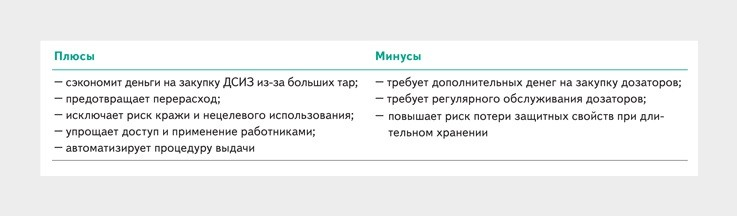 Плюсы
— сэкономит деньги на закупку ДСИЗ из-за больших тар;
— предотвращает перерасход;
— исключает риск кражи и нецелевого использования;
— упрощает доступ и применение работниками;
— автоматизирует процедуру выдачи
Минусы
— требует дополнительных денег на закупку дозаторов;
— требует регулярного обслуживания дозаторов;
— повышает риск потери защитных свойств при дли-
тельном хранении